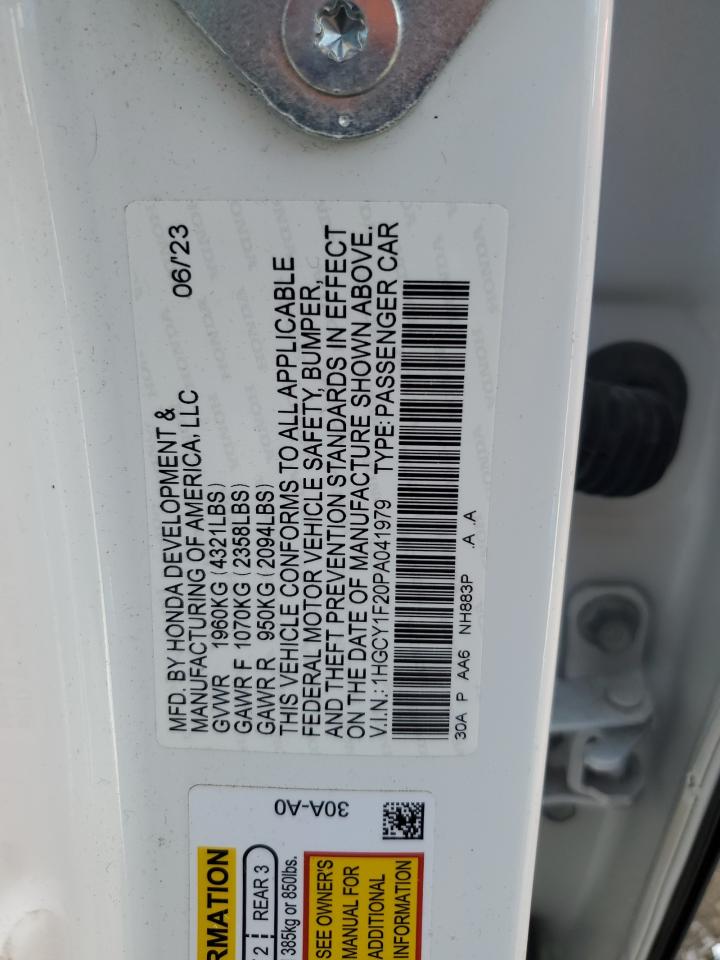 06/'23
MFD. BY HONDA DEVELOPMENT &
MANUFACTURING OF AMERICA, LLC
GVWR 1960KG (4321LBS)
GAWR F 1070KG (2358LBS)
GAWR R 950KG (2094LBS)
THIS VEHICLE CONFORMS TO ALL APPLICABLE
FEDERAL MOTOR VEHICLE SAFETY, BUMPER,
AND THEFT PREVENTION STANDARDS IN EFFECT
ON THE DATE OF MANUFACTURE SHOWN ABOVE.
V.I.N.: 1HGCY1F20PA041979 TYPE: PASSENGER CAR
30A P AA6 NH883P .A .A
30A-A0
RMATION
2 REAR 3
385kg or 850lbs.
SEE OWNER'S
MANUAL FOR
ADDITIONAL
INFORMATION